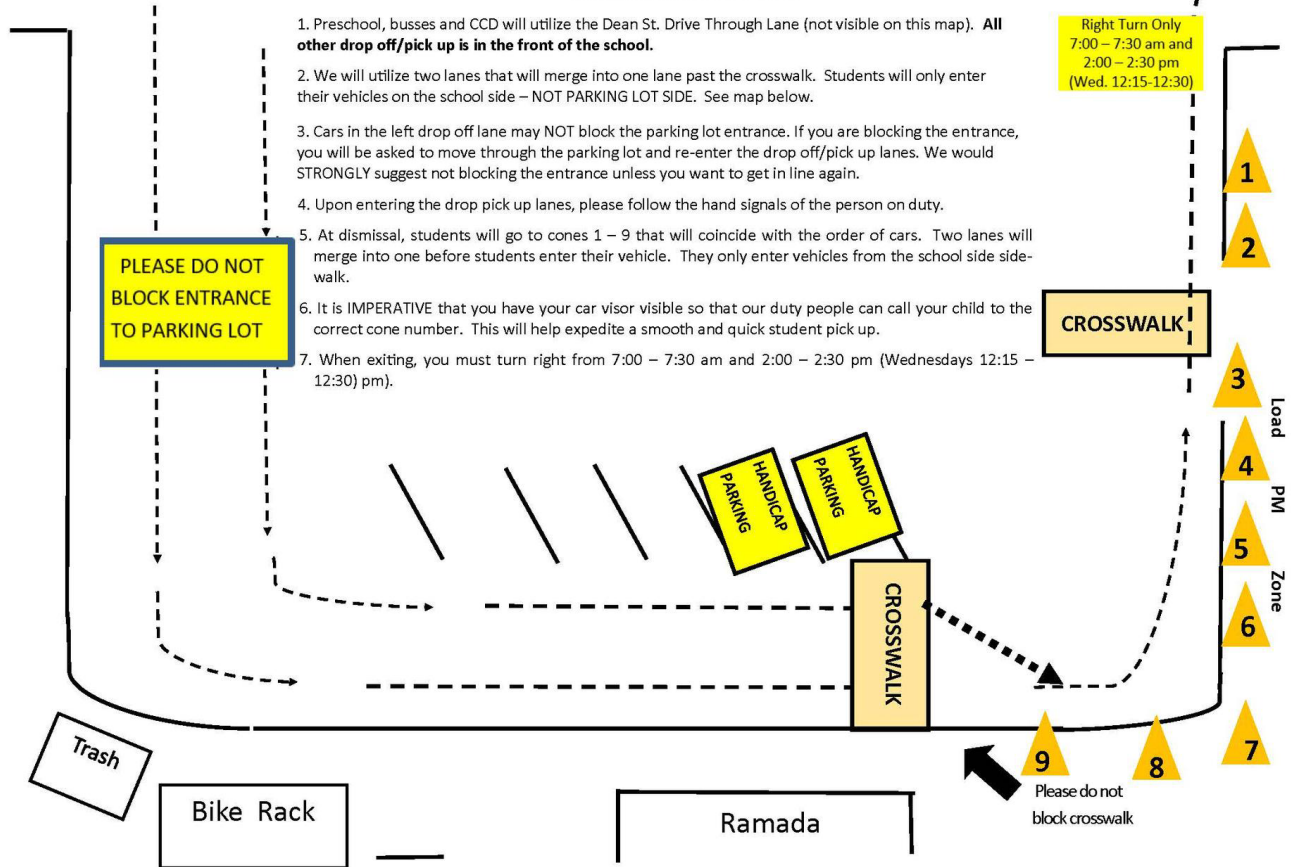 1. Preschool, busses and CCD will utilize the Dean St. Drive Through Lane (not visible on this map). All
other drop off/pick up is in the front of the school.
2. We will utilize two lanes that will merge into one lane past the crosswalk. Students will only enter
their vehicles on the school side – NOT PARKING LOT SIDE. See map below.
3. Cars in the left drop off lane may NOT block the parking lot entrance. If you are blocking the entrance,
you will be asked to move through the parking lot and re-enter the drop off/pick up lanes. We would
STRONGLY suggest not blocking the entrance unless you want to get in line again.
4. Upon entering the drop pick up lanes, please follow the hand signals of the person on duty.
5. At dismissal, students will go to cones 1 – 9 that will coincide with the order of cars. Two lanes will
merge into one before students enter their vehicle. They only enter vehicles from the school side side-
walk.
6. It is IMPERATIVE that you have your car visor visible so that our duty people can call your child to the
correct cone number. This will help expedite a smooth and quick student pick up.
7. When exiting, you must turn right from 7:00 – 7:30 am and 2:00 – 2:30 pm (Wednesdays 12:15 –
12:30) pm).
Right Turn Only
7:00 – 7:30 am and
2:00 – 2:30 pm
(Wed. 12:15-12:30)
PLEASE DO NOT
BLOCK ENTRANCE
TO PARKING LOT
1
2
CROSSWALK
3
4
5
6
7
8
9
Load PM Zone
HANDICAP
PARKING
HANDICAP
PARKING
CROSSWALK
Please do not
block crosswalk
Trash
Bike Rack
Ramada